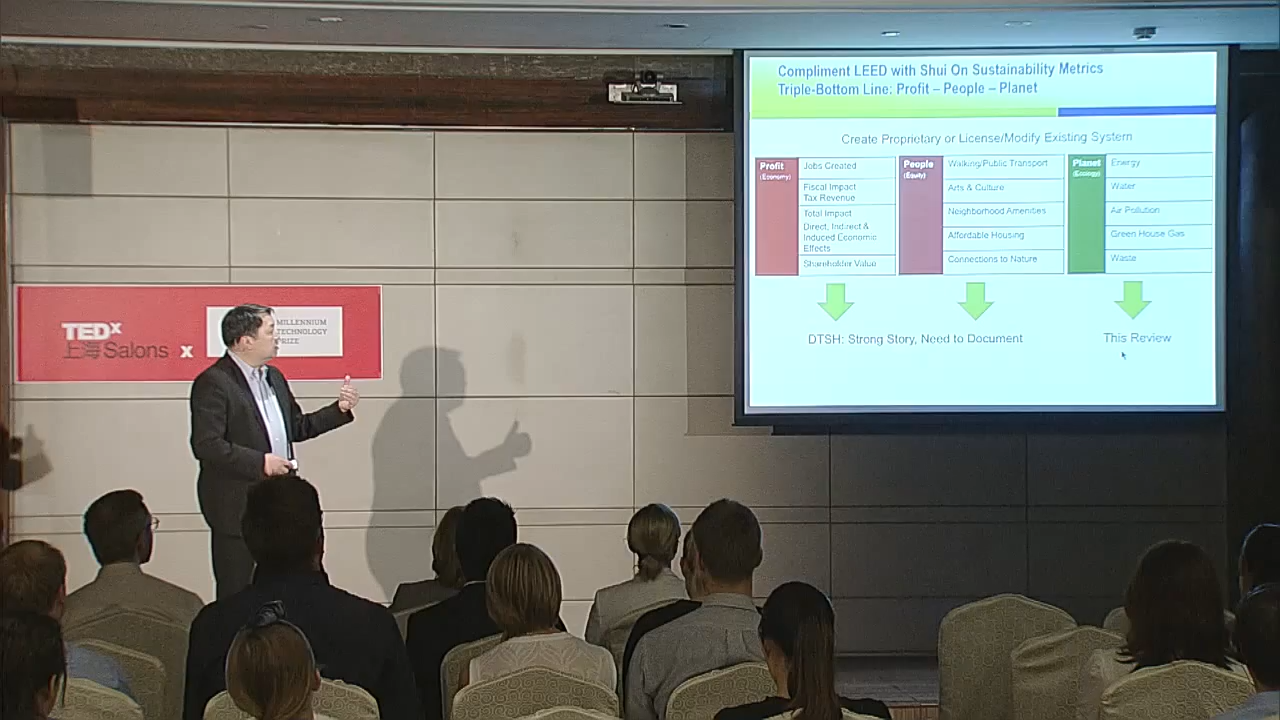 Compliment LEED with Shui On Sustainability Metrics
Triple-Bottom Line: Profit – People – Planet
Create Proprietary or License/Modify Existing System
Profit
(Economy)
Jobs Created
Fiscal Impact
Tax Revenue
Total Impact
Direct, Indirect &
Induced Economic
Effects
Shareholder Value
People
(Equity)
Walking/Public Transport
Arts & Culture
Neighborhood Amenities
Affordable Housing
Connections to Nature
Planet
(Ecology)
Energy
Water
Air Pollution
Green House Gas
Waste
DTSH: Strong Story, Need to Document
This Review
TEDx
上海Salons x
MILLENNIUM
TECHNOLOGY
PRIZE